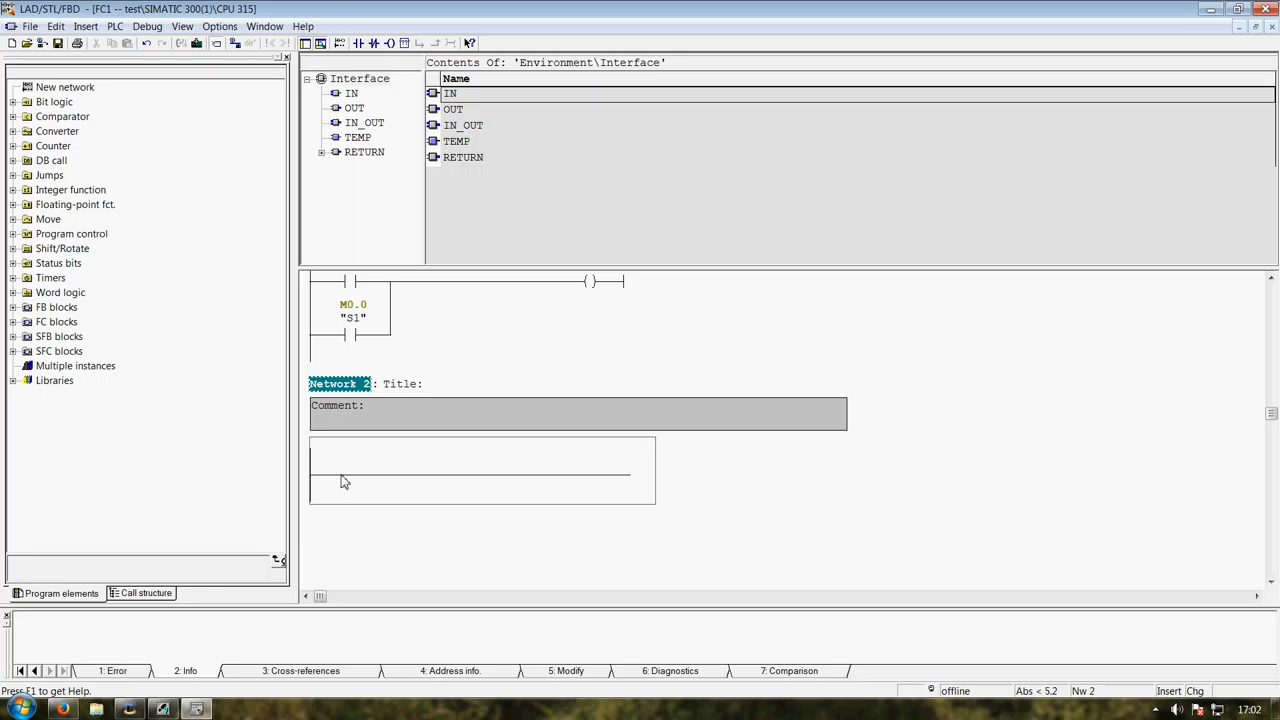 LAD/STL/FBD - [FC1 -- test\SIMATIC 300(1)\CPU 315]
File Edit Insert PLC Debug View Options Window Help
Contents Of: 'Environment\Interface'
Interface
IN
OUT
IN_OUT
TEMP
RETURN
Name
IN
OUT
IN_OUT
TEMP
RETURN
New network
Bit logic
Comparator
Converter
Counter
DB call
Jumps
Integer function
Floating-point fct.
Move
Program control
Shift/Rotate
Status bits
Timers
Word logic
FB blocks
FC blocks
SFB blocks
SFC blocks
Multiple instances
Libraries
M0.0
"S1"
Network 2: Title:
Comment:
Program elements Call structure
1: Error 2: Info 3: Cross-references 4: Address info. 5: Modify 6: Diagnostics 7: Comparison
Press F1 to get Help. offline Abs < 5.2 Nw 2 Insert Chg
17:02